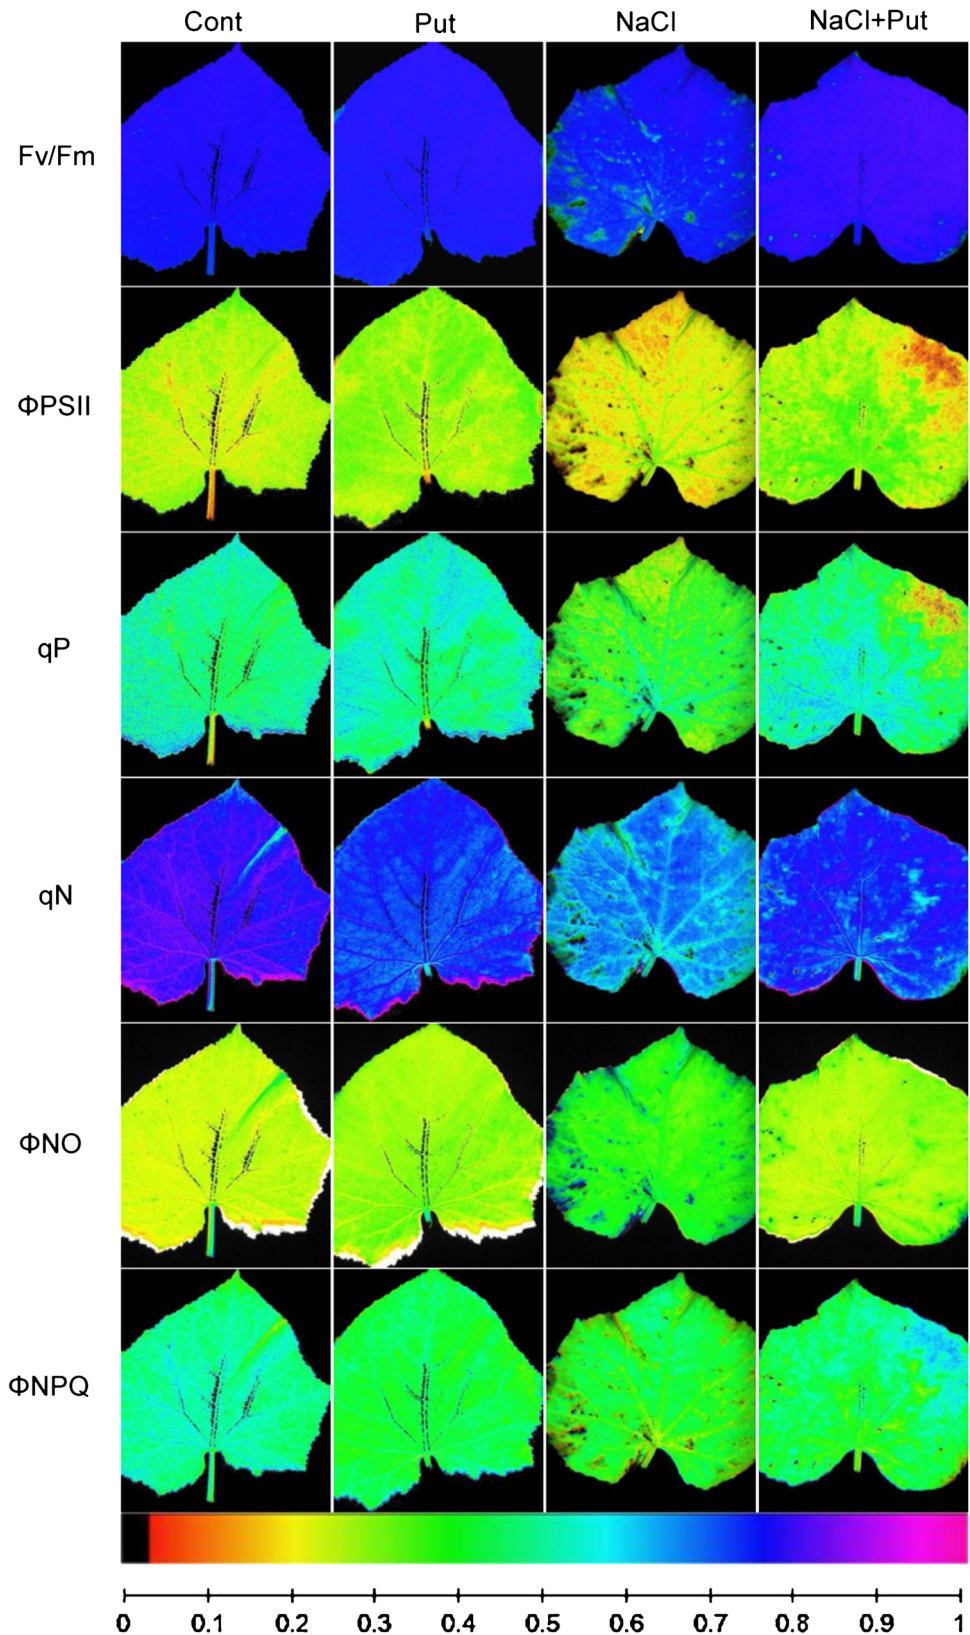 Cont Put NaCl NaCl+Put
Fv/Fm
ΦPSII
qP
qN
ΦNO
ΦNPQ
0 0.1 0.2 0.3 0.4 0.5 0.6 0.7 0.8 0.9 1